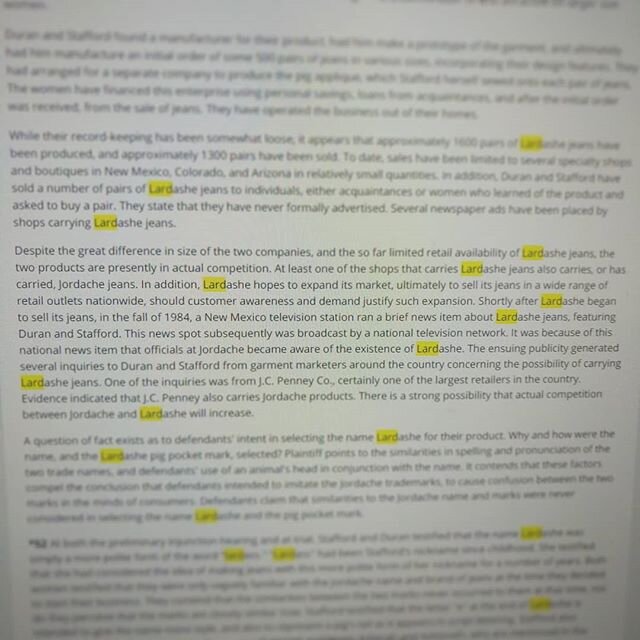 women.
Duran and Stafford found a manufacturer for their product, had him make a prototype of the garment, and ultimately
had him manufacture an initial order of some 500 pairs of jeans in various sizes, incorporating their design features. They
had arranged for a separate company to produce the pig applique, which Stafford herself sewed onto each pair of jeans.
The women have financed this enterprise using personal savings, loans from acquaintances, and after the initial order
was received, from the sale of jeans. They have operated the business out of their homes.
While their record-keeping has been somewhat loose, it appears that approximately 1600 pairs of Lardashe jeans have
been produced, and approximately 1300 pairs have been sold. To date, sales have been limited to several specialty shops
and boutiques in New Mexico, Colorado, and Arizona in relatively small quantities. In addition, Duran and Stafford have
sold a number of pairs of Lardashe jeans to individuals, either acquaintances or women who learned of the product and
asked to buy a pair. They state that they have never formally advertised. Several newspaper ads have been placed by
shops carrying Lardashe jeans.
Despite the great difference in size of the two companies, and the so far limited retail availability of Lardashe jeans, the
two products are presently in actual competition. At least one of the shops that carries Lardashe jeans also carries, or has
carried, Jordache jeans. In addition, Lardashe hopes to expand its market, ultimately to sell its jeans in a wide range of
retail outlets nationwide, should customer awareness and demand justify such expansion. Shortly after Lardashe began
to sell its jeans, in the fall of 1984, a New Mexico television station ran a brief news item about Lardashe jeans, featuring
Duran and Stafford. This news spot subsequently was broadcast by a national television network. It was because of this
national news item that officials at Jordache became aware of the existence of Lardashe. The ensuing publicity generated
several inquiries to Duran and Stafford from garment marketers around the country concerning the possibility of carrying
Lardashe jeans. One of the inquiries was from J.C. Penney Co., certainly one of the largest retailers in the country.
Evidence indicated that J.C. Penney also carries Jordache products. There is a strong possibility that actual competition
between Jordache and Lardashe will increase.
A question of fact exists as to defendants' intent in selecting the name Lardashe for their product. Why and how were the
name, and the Lardashe pig pocket mark, selected? Plaintiff points to the similarities in spelling and pronunciation of the
two trade names, and defendants' use of an animal's head in conjunction with the name. It contends that these factors
compel the conclusion that defendants intended to imitate the Jordache trademarks, to cause confusion between the two
marks in the minds of consumers. Defendants claim that similarities to the Jordache name and marks were never
considered in selecting the name Lardashe and the pig pocket mark.
*52 At both the preliminary injunction hearing and at trial, Stafford and Duran testified that the name Lardashe was
simply a more polite form of the word